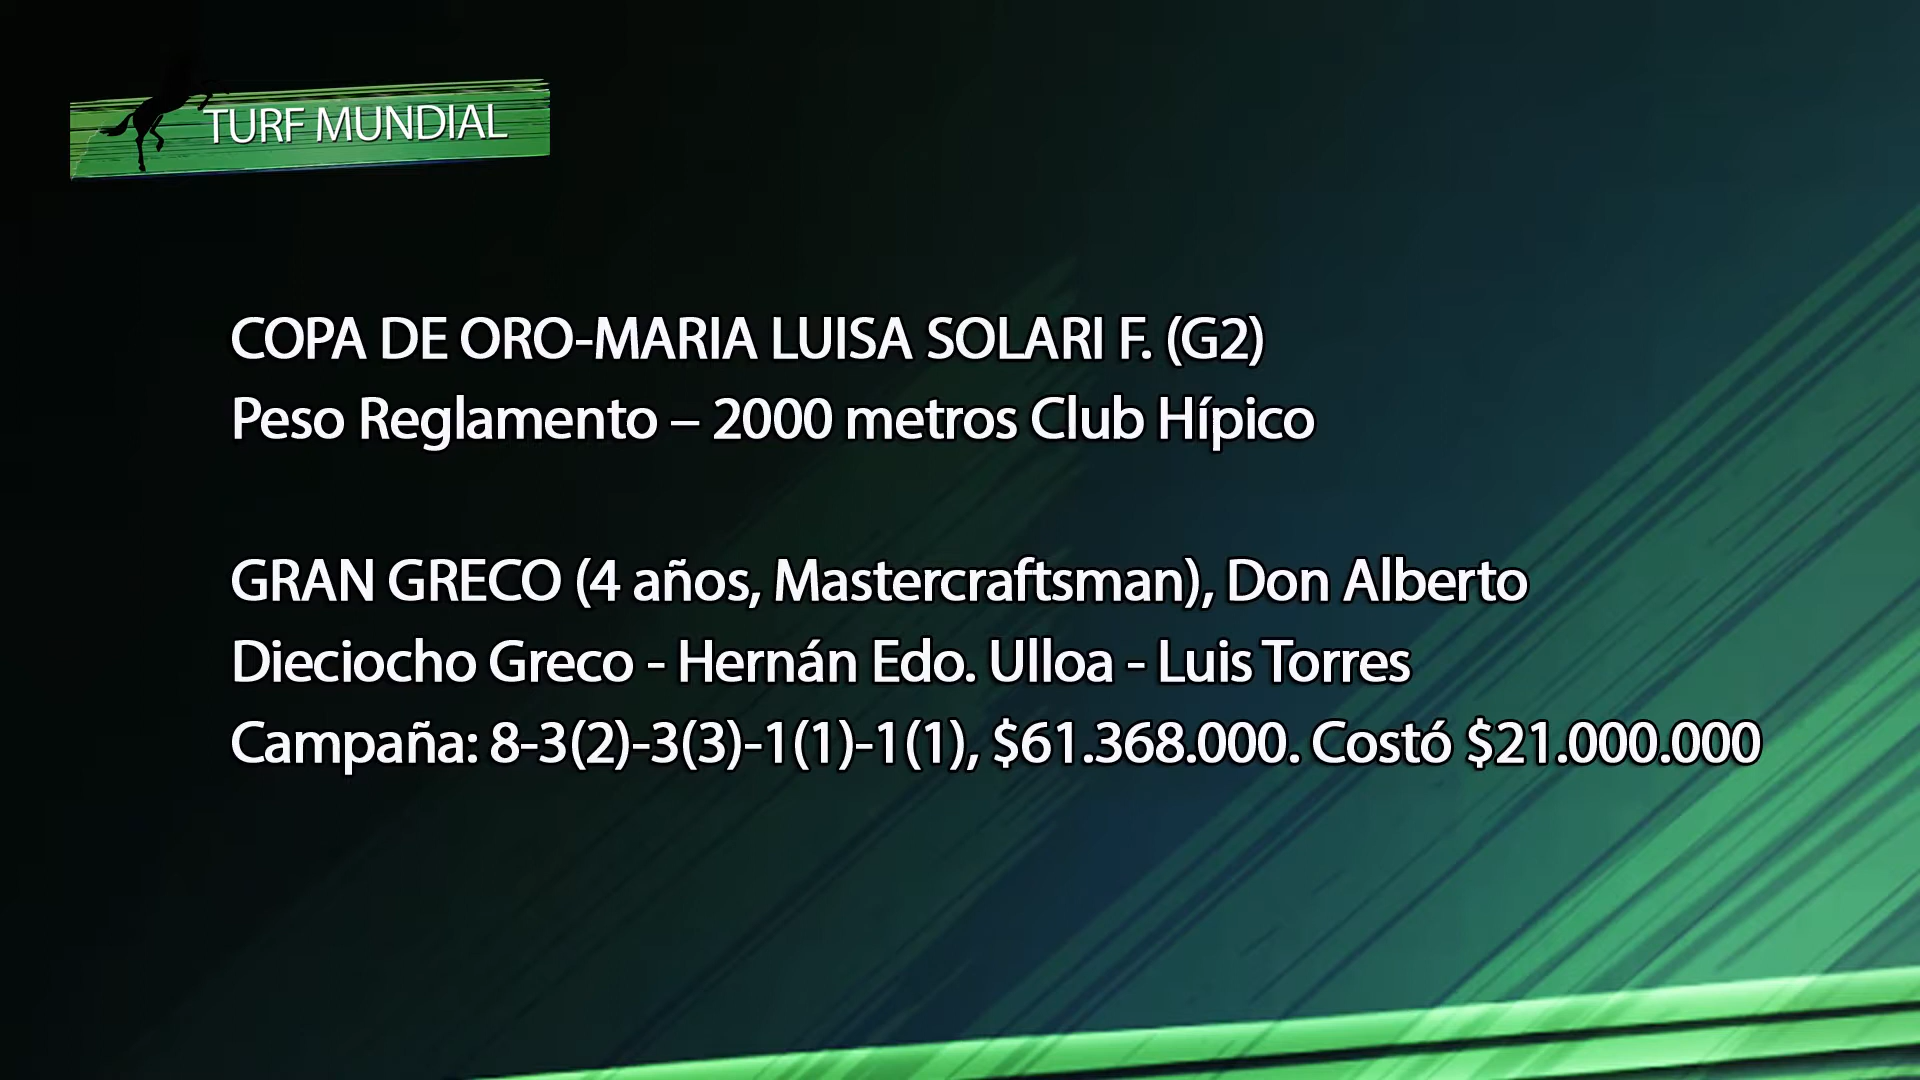 TURF MUNDIAL
COPA DE ORO-MARIA LUISA SOLARI F. (G2)
Peso Reglamento – 2000 metros Club Hípico
GRAN GRECO (4 años, Mastercraftsman), Don Alberto
Dieciocho Greco - Hernán Edo. Ulloa - Luis Torres
Campaña: 8-3(2)-3(3)-1(1)-1(1), $61.368.000. Costó $21.000.000